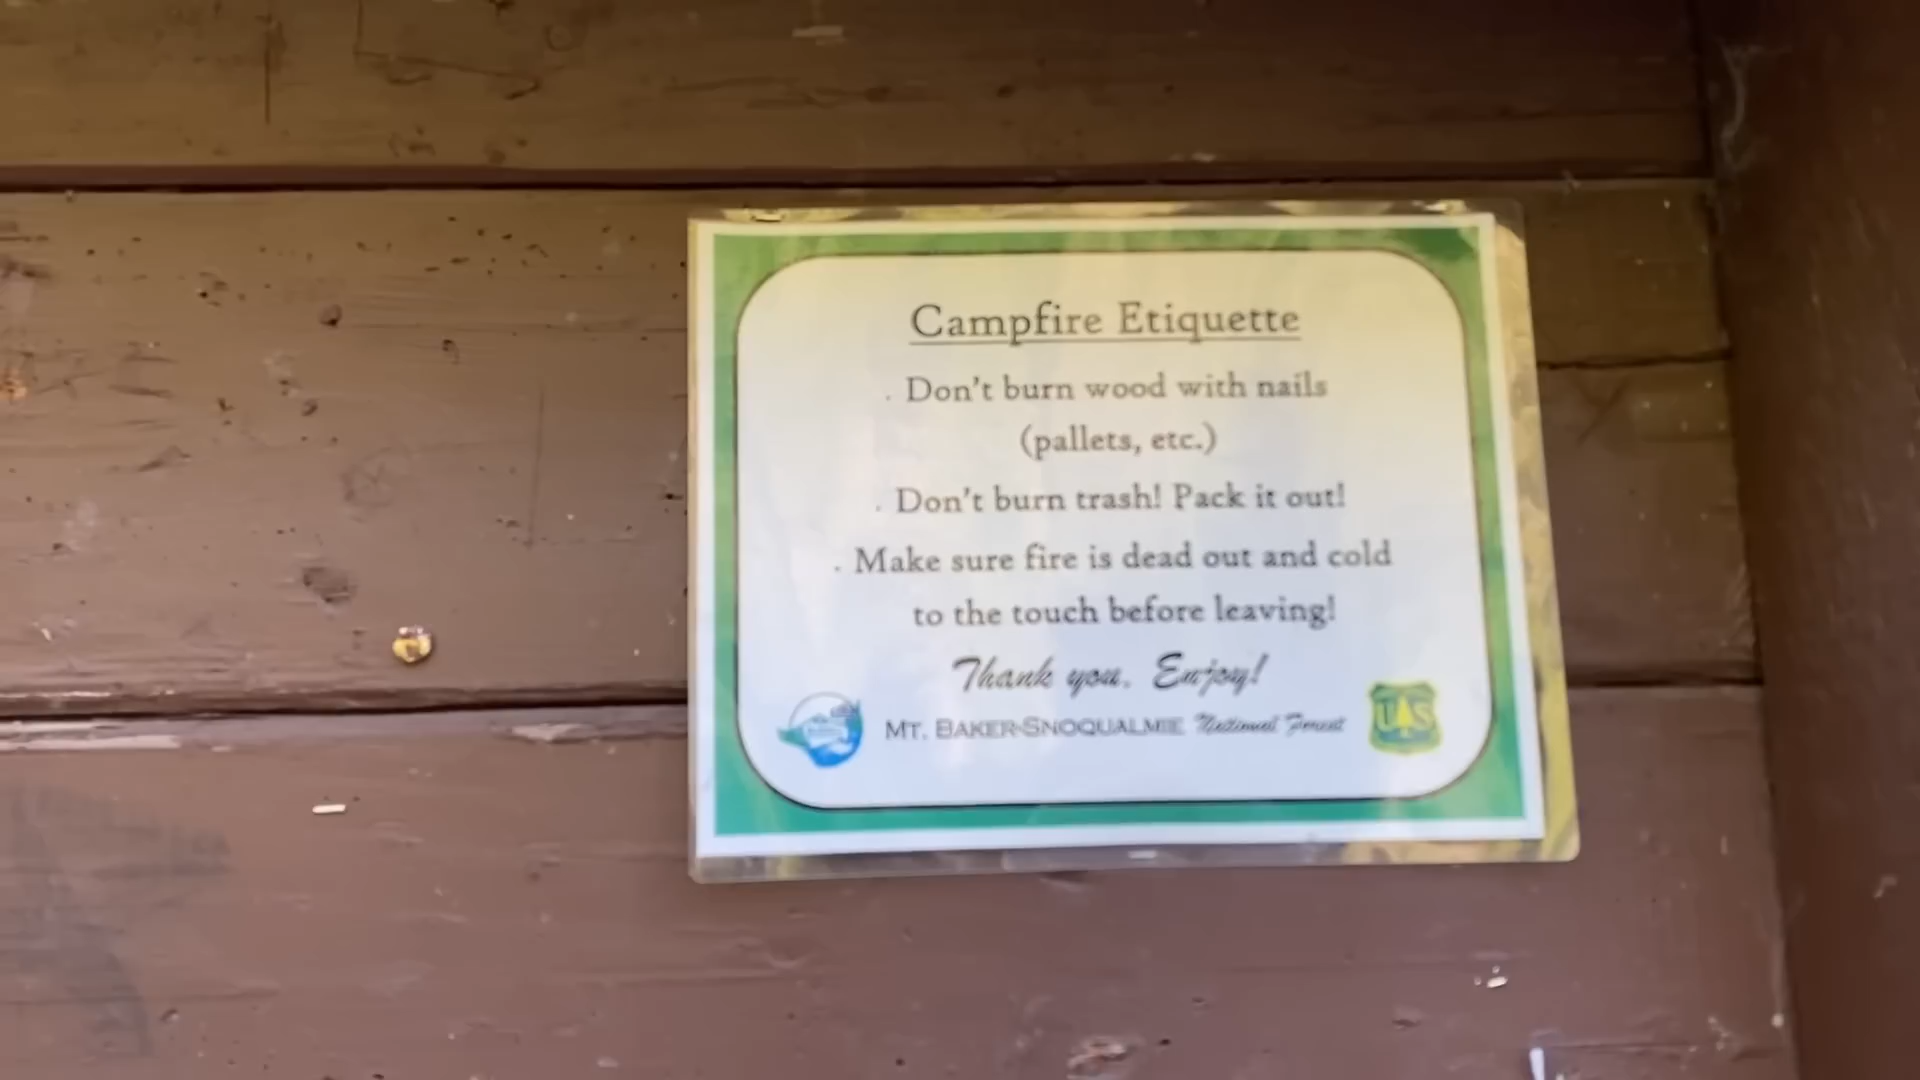 Campfire Etiquette
. Don't burn wood with nails
(pallets, etc.)
. Don't burn trash! Pack it out!
. Make sure fire is dead out and cold
to the touch before leaving!
Thank you. Enjoy!
MT. BAKER-SNOQUALMIE National Forest
UAS